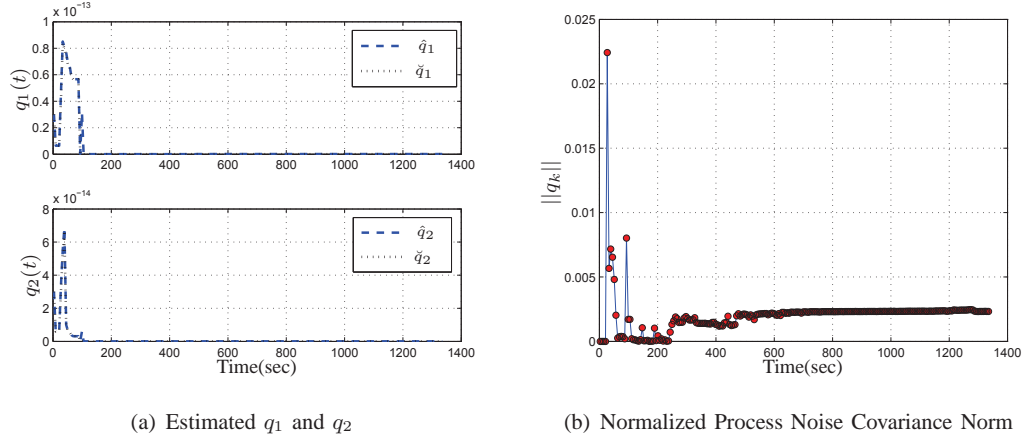 x 10⁻¹³
1
0.8
0.6
0.4
0.2
0
q₁(t)
q̂₁
q̆₁
0 200 400 600 800 1000 1200 1400
Time(sec)
x 10⁻¹⁴
8
6
4
2
0
q₂(t)
q̂₂
q̆₂
0 200 400 600 800 1000 1200 1400
Time(sec)
(a) Estimated q₁ and q₂
0.025
0.02
0.015
0.01
0.005
0
||qₖ||
0 200 400 600 800 1000 1200 1400
Time(sec)
(b) Normalized Process Noise Covariance Norm